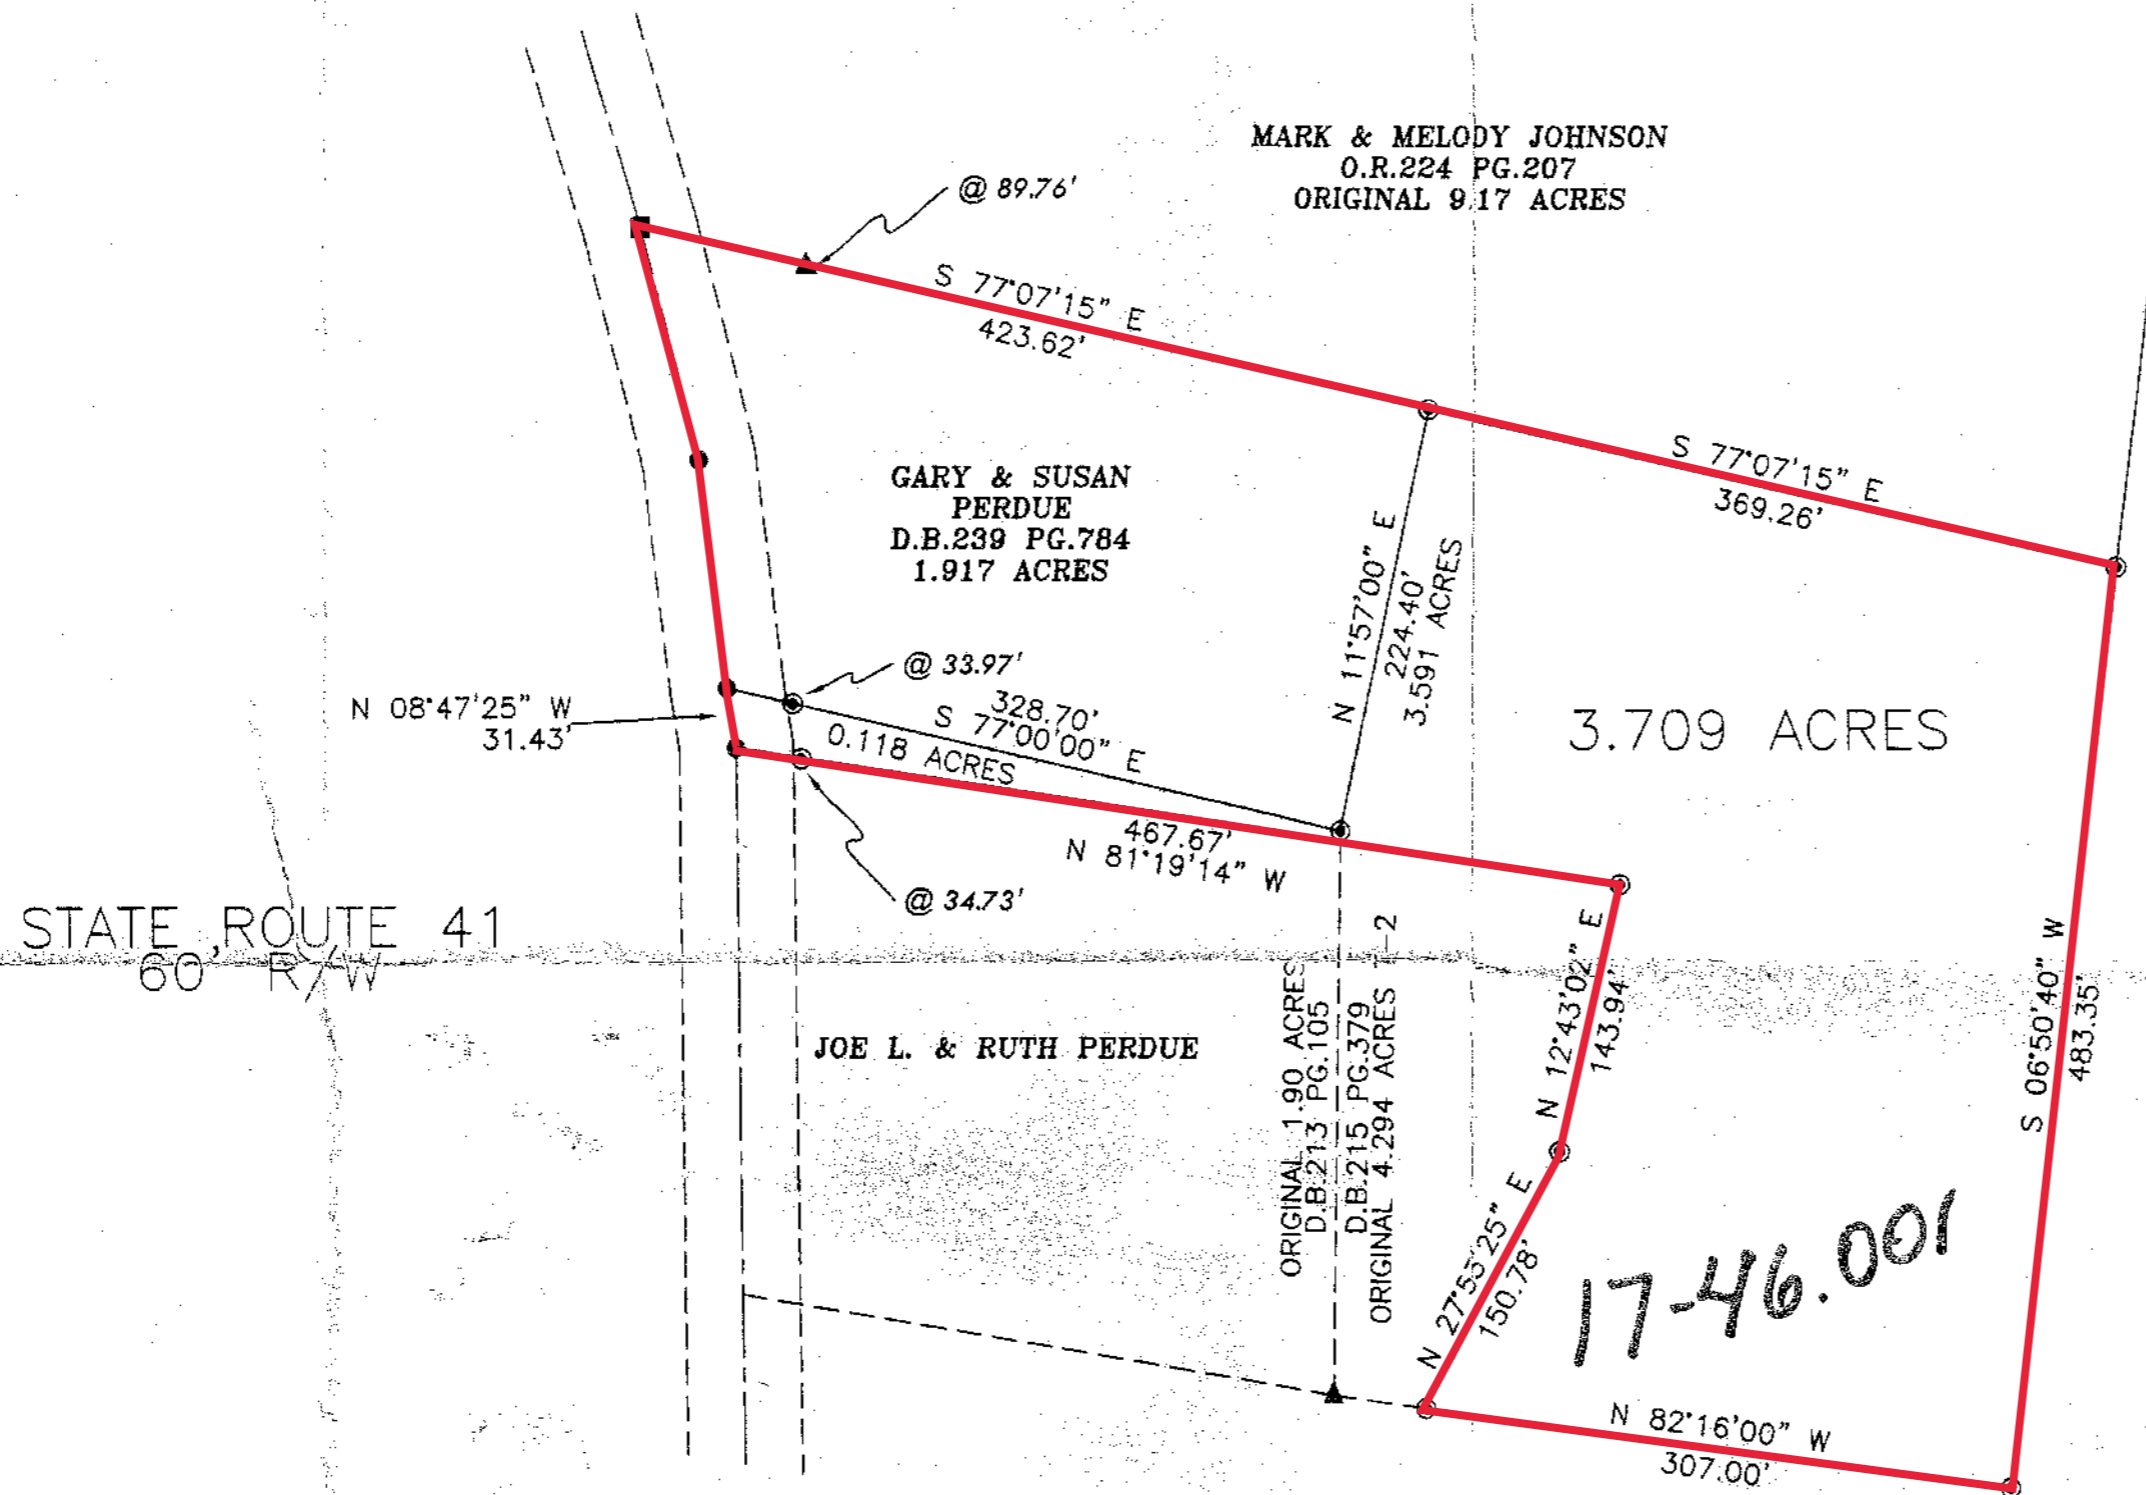 MARK & MELODY JOHNSON
O.R.224 PG.207
ORIGINAL 9.17 ACRES
@ 89.76'
S 77°07'15" E
423.62'
S 77°07'15" E
369.26'
GARY & SUSAN
PERDUE
D.B.239 PG.784
1.917 ACRES
N 11°57'00" E
224.40'
3.591 ACRES
@ 33.97'
N 08°47'25" W
31.43'
328.70'
S 77°00'00" E
0.118 ACRES
3.709 ACRES
467.67'
N 81°19'14" W
@ 34.73'
STATE ROUTE 41
60' R/W
N 12°43'02" E
143.94'
S 06°50'40" W
483.35'
JOE L. & RUTH PERDUE
ORIGINAL 1.90 ACRES
D.B.213 PG.105
D.B.215 PG.379
ORIGINAL 4.294 ACRES
N 27°53'25" E
150.78'
17-46.001
N 82°16'00" W
307.00'